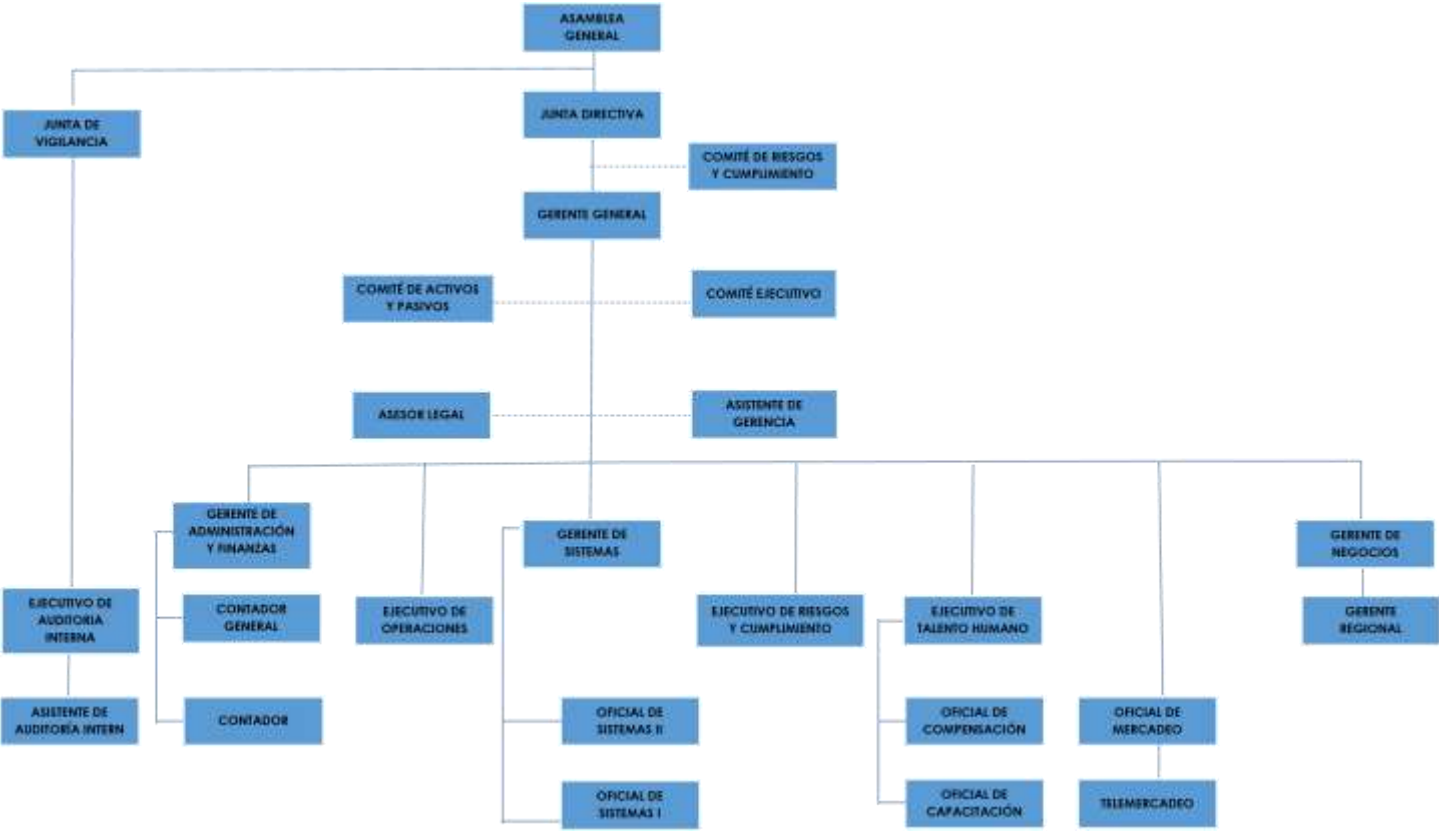 ASAMBLEA
GENERAL
JUNTA DE
VIGILANCIA
JUNTA DIRECTIVA
COMITÉ DE RIESGOS
Y CUMPLIMIENTO
GERENTE GENERAL
COMITÉ DE ACTIVOS
Y PASIVOS
COMITÉ EJECUTIVO
ASESOR LEGAL
ASISTENTE DE
GERENCIA
GERENTE DE
ADMINISTRACIÓN
Y FINANZAS
GERENTE DE
SISTEMAS
GERENTE DE
NEGOCIOS
EJECUTIVO DE
AUDITORIA
INTERNA
CONTADOR
GENERAL
EJECUTIVO DE
OPERACIONES
EJECUTIVO DE RIESGOS
Y CUMPLIMIENTO
EJECUTIVO DE
TALENTO HUMANO
GERENTE
REGIONAL
ASISTENTE DE
AUDITORÍA INTERN
CONTADOR
OFICIAL DE
SISTEMAS II
OFICIAL DE
COMPENSACIÓN
OFICIAL DE
MERCADEO
OFICIAL DE
SISTEMAS I
OFICIAL DE
CAPACITACIÓN
TELEMERCADEO